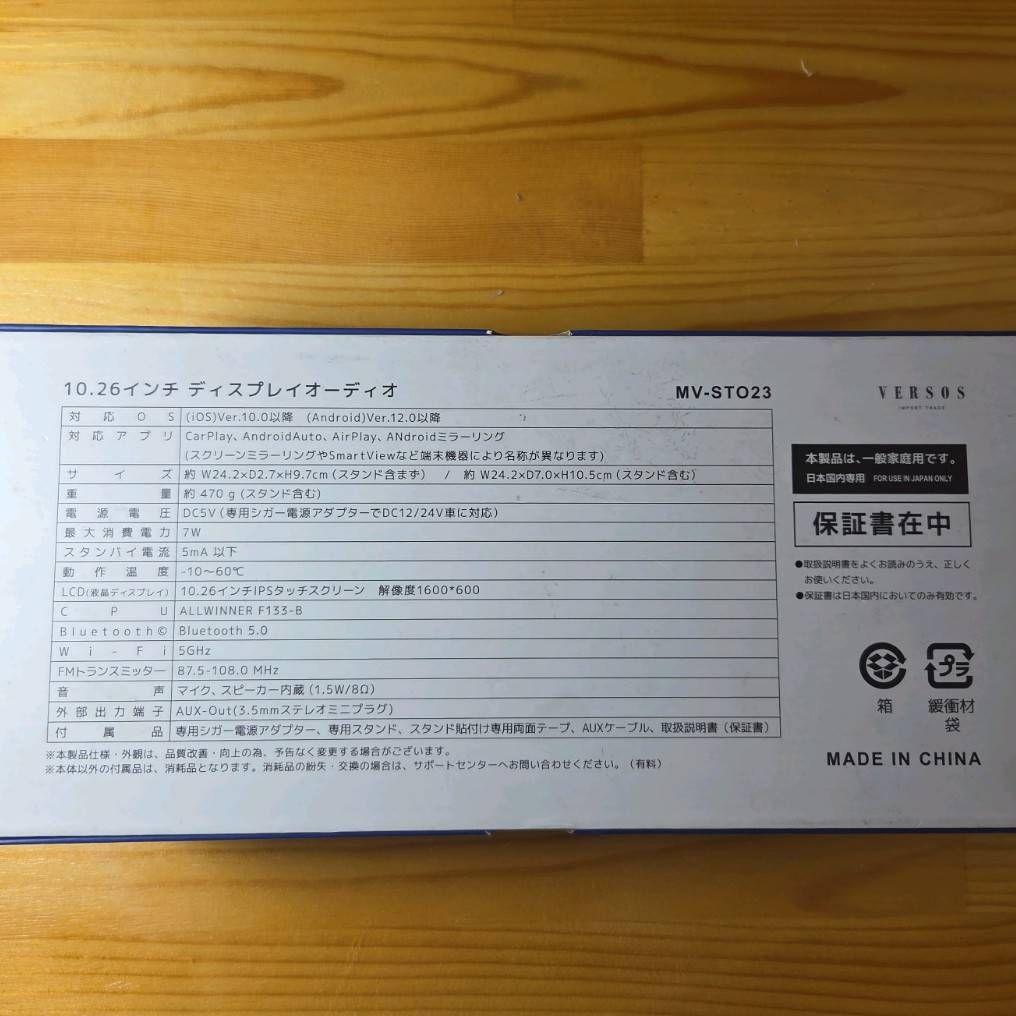 10.26インチ ディスプレイオーディオ MV-STO23
対応OS (iOS)Ver.10.0以降 (Android)Ver.12.0以降
対応アプリ CarPlay、AndroidAuto、AirPlay、ANdroidミラーリング
(スクリーンミラーリングやSmartViewなど端末機器により名称が異なります)
サイズ 約 W24.2×D2.7×H9.7cm (スタンド含まず) / 約 W24.2×D7.0×H10.5cm (スタンド含む)
重量 約 470 g (スタンド含む)
電源電圧 DC5V (専用シガー電源アダプターでDC12/24V車に対応)
最大消費電力 7W
スタンバイ電流 5mA 以下
動作温度 -10～60℃
LCD(液晶ディスプレイ) 10.26インチIPSタッチスクリーン 解像度1600*600
CPU ALLWINNER F133-B
Bluetooth© Bluetooth 5.0
Wi-Fi 5GHz
FMトランスミッター 87.5-108.0 MHz
音声 マイク、スピーカー内蔵 (1.5W/8Ω)
外部出力端子 AUX-Out(3.5mmステレオミニプラグ)
付属品 専用シガー電源アダプター、専用スタンド、スタンド貼付け専用両面テープ、AUXケーブル、取扱説明書 (保証書)
※本製品仕様・外観は、品質改善・向上の為、予告なく変更する場合がございます。
※本体以外の付属品は、消耗品となります。消耗品の紛失・交換の場合は、サポートセンターへお問い合わせください。(有料)
VERSOS
IMPORT TRADE
本製品は、一般家庭用です。
日本国内専用 FOR USE IN JAPAN ONLY
保証書在中
●取扱説明書をよくお読みのうえ、正しく
お使いください。
●保証書は日本国内においてのみ有効です。
プラ
箱 緩衝材
袋
MADE IN CHINA